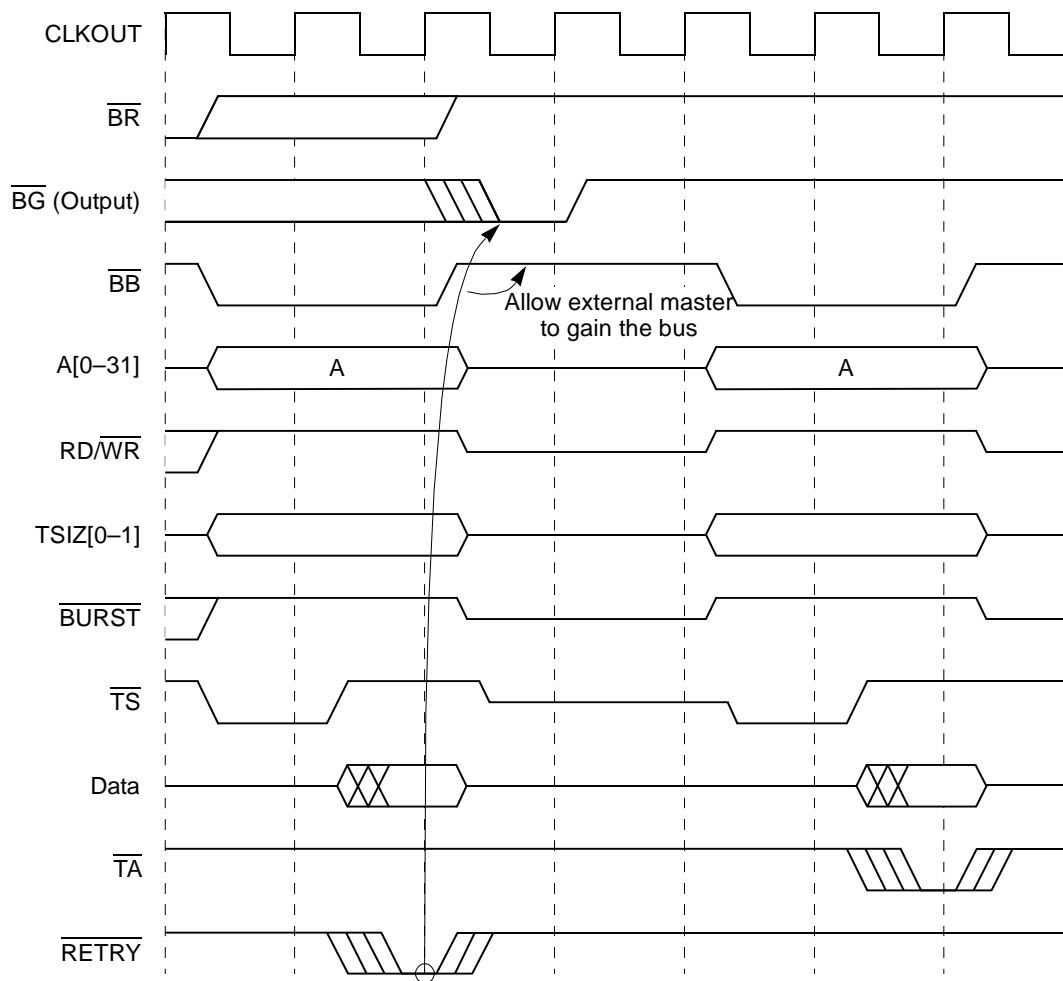 CLKOUT
BR
BG (Output)
BB
Allow external master
to gain the bus
A[0–31]
A
A
RD/WR
TSIZ[0–1]
BURST
TS
Data
TA
RETRY